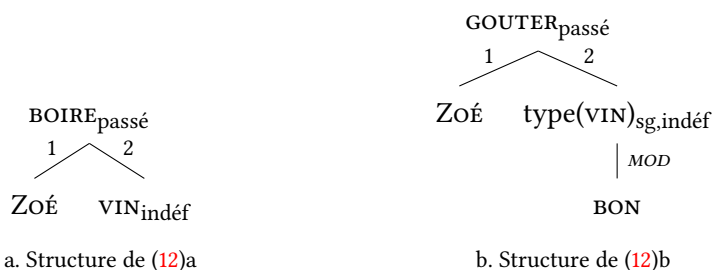 GOUTERpassé
1 2
BOIREpassé
ZOÉ type(VIN)sg,indéf
1 2
MOD
ZOÉ VINindéf BON
a. Structure de (12)a b. Structure de (12)b